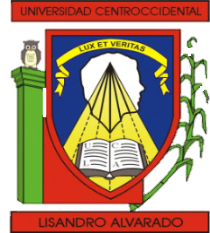 UNIVERSIDAD CENTROCCIDENTAL
LUX ET VERITAS
LISANDRO ALVARADO